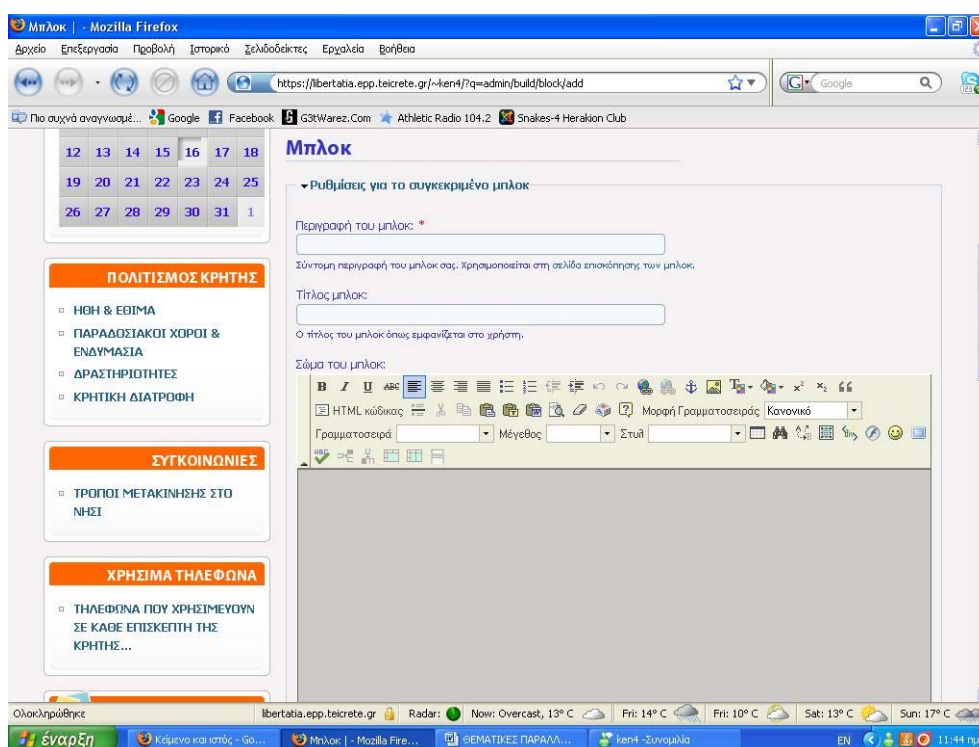 Μπλοκ | - Mozilla Firefox
Αρχείο Επεξεργασία Προβολή Ιστορικό Σελιδοδείκτες Εργαλεία Βοήθεια
https://libertatia.epp.teicrete.gr/~ken4/?q=admin/build/block/add
Google
Πιο συχνά αναγνωσμέ... Google Facebook G3tWarez.Com Athletic Radio 104.2 Snakes-4 Herakion Club
12 13 14 15 16 17 18
19 20 21 22 23 24 25
26 27 28 29 30 31 1
ΠΟΛΙΤΙΣΜΟΣ ΚΡΗΤΗΣ
ΗΘΗ & ΕΘΙΜΑ
ΠΑΡΑΔΟΣΙΑΚΟΙ ΧΟΡΟΙ &
ΕΝΔΥΜΑΣΙΑ
ΔΡΑΣΤΗΡΙΟΤΗΤΕΣ
ΚΡΗΤΙΚΗ ΔΙΑΤΡΟΦΗ
ΣΥΓΚΟΙΝΩΝΙΕΣ
ΤΡΟΠΟΙ ΜΕΤΑΚΙΝΗΣΗΣ ΣΤΟ
ΝΗΣΙ
ΧΡΗΣΙΜΑ ΤΗΛΕΦΩΝΑ
ΤΗΛΕΦΩΝΑ ΠΟΥ ΧΡΗΣΙΜΕΥΟΥΝ
ΣΕ ΚΑΘΕ ΕΠΙΣΚΕΠΤΗ ΤΗΣ
ΚΡΗΤΗΣ...
Μπλοκ
Ρυθμίσεις για το συγκεκριμένο μπλοκ
Περιγραφή του μπλοκ: *
Σύντομη περιγραφή του μπλοκ σας. Χρησιμοποιείται στη σελίδα επισκόπησης των μπλοκ.
Τίτλος μπλοκ:
Ο τίτλος του μπλοκ όπως εμφανίζεται στο χρήστη.
Σώμα του μπλοκ:
B I U ABC
HTML κώδικας Μορφή Γραμματοσειράς Κανονικό
Γραμματοσειρά Μέγεθος Στυλ
Ολοκληρώθηκε libertatia.epp.teicrete.gr Radar: Now: Overcast, 13° C Fri: 14° C Fri: 10° C Sat: 13° C Sun: 17° C
έναρξη Κείμενο και ιστός - Go... Μπλοκ | - Mozilla Fire... ΘΕΜΑΤΙΚΕΣ ΠΑΡΑΛΛ... ken4 -Συνομιλία EN 11:44 πμ